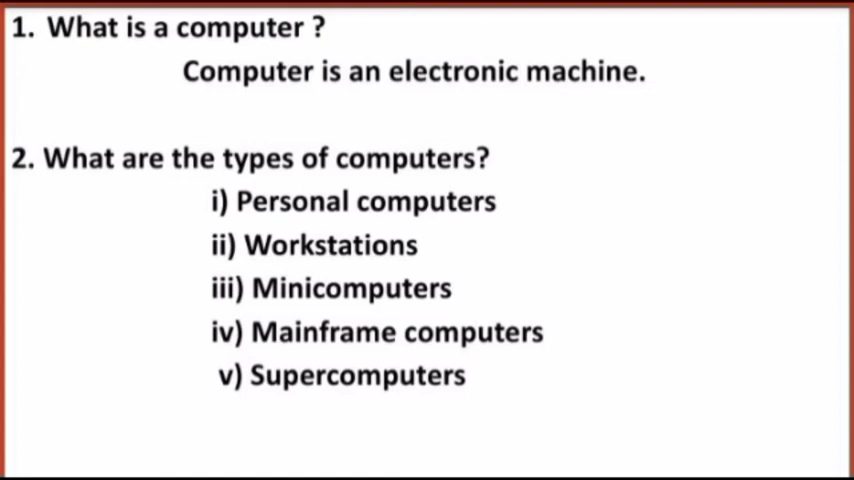 1. What is a computer ?
Computer is an electronic machine.
2. What are the types of computers?
i) Personal computers
ii) Workstations
iii) Minicomputers
iv) Mainframe computers
v) Supercomputers